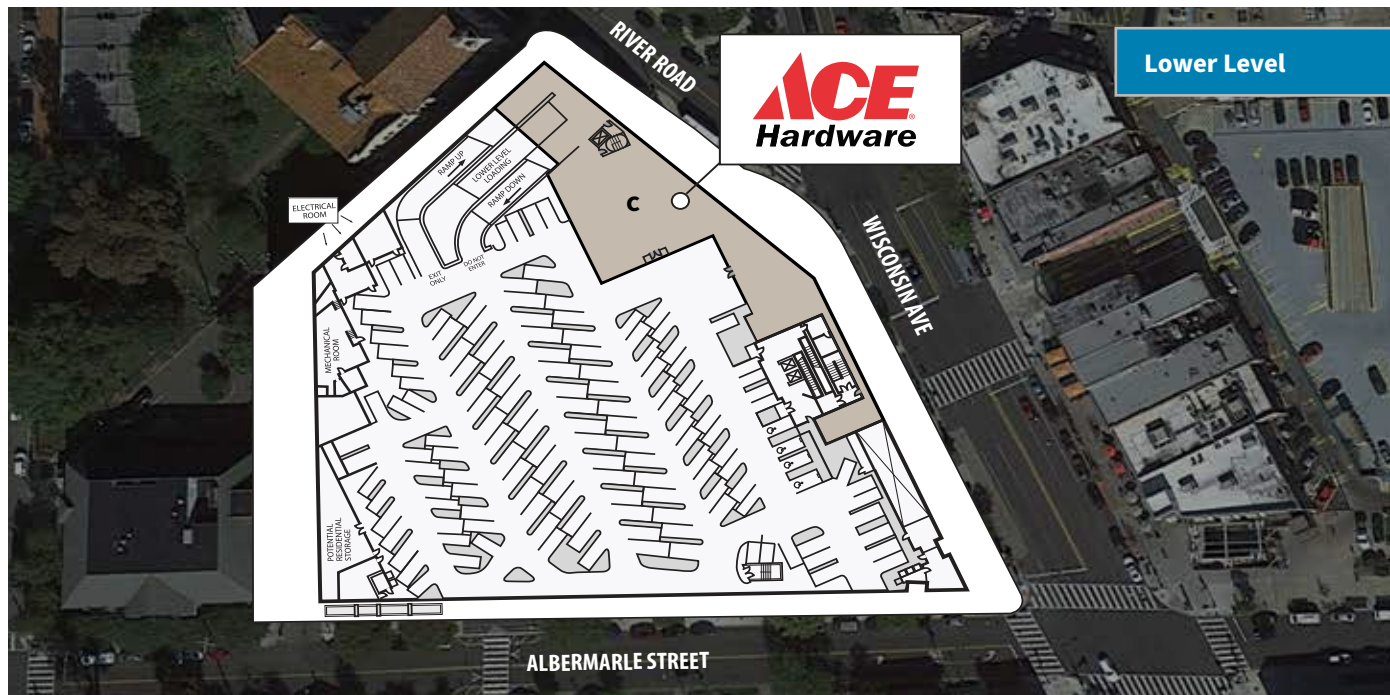 Lower Level
RIVER ROAD
ACE
®
Hardware
RAMP UP
LOWER LEVEL
LOADING
RAMP DOWN
ELECTRICAL
ROOM
C
EXIT
ONLY
DO NOT
ENTER
WISCONSIN AVE
MECHANICAL
ROOM
POTENTIAL
RESIDENTIAL
STORAGE
ALBERMARLE STREET